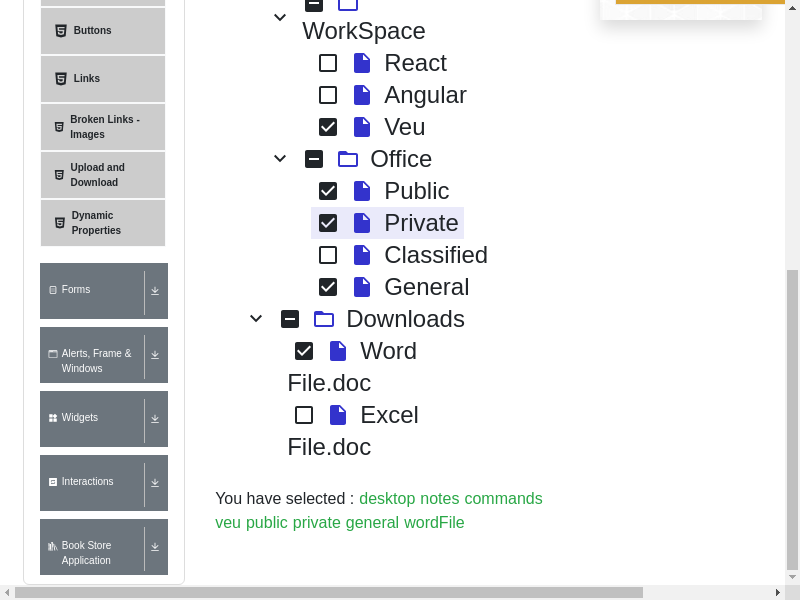 Buttons
Links
Broken Links -
Images
Upload and
Download
Dynamic
Properties
Forms
Alerts, Frame &
Windows
Widgets
Interactions
Book Store
Application
WorkSpace
React
Angular
Veu
Office
Public
Private
Classified
General
Downloads
Word
File.doc
Excel
File.doc
You have selected : desktop notes commands
veu public private general wordFile